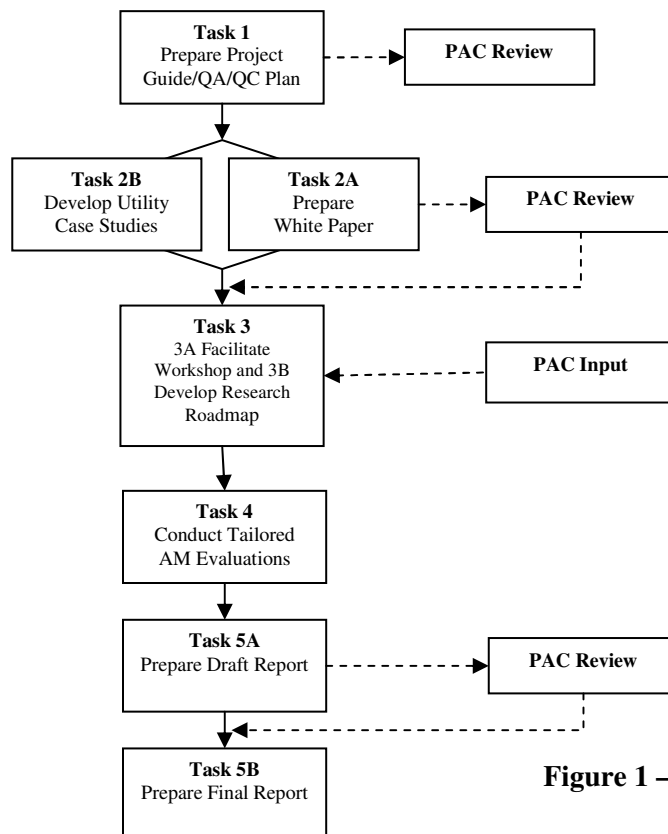 Task 1
Prepare Project
Guide/QA/QC Plan
PAC Review
Task 2B
Develop Utility
Case Studies
Task 2A
Prepare
White Paper
PAC Review
Task 3
3A Facilitate
Workshop and 3B
Develop Research
Roadmap
PAC Input
Task 4
Conduct Tailored
AM Evaluations
Task 5A
Prepare Draft Report
PAC Review
Task 5B
Prepare Final Report
Figure 1 –